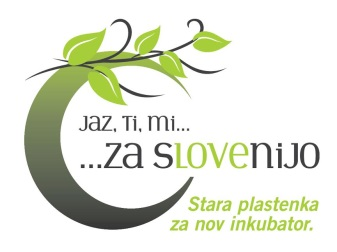 Jaz, Ti, mi...
...za sLOVEnijo
Stara plastenka
za nov inkubator.